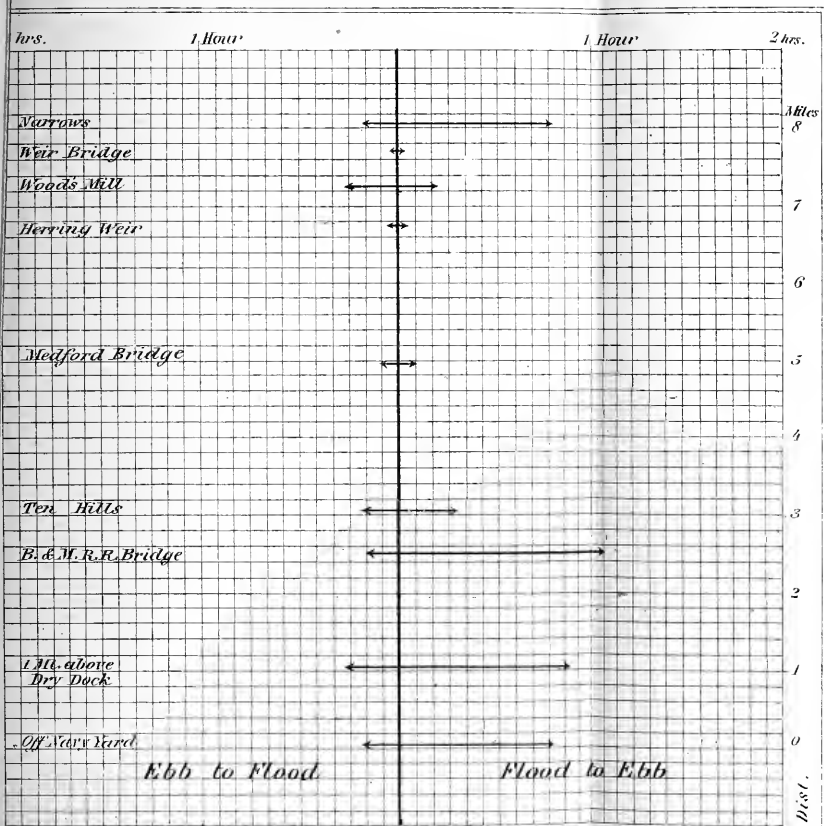 hrs. 1 Hour 1 Hour 2 hrs.
Miles
Narrows 8
Weir Bridge
Wood's Mill
7
Herring Weir
6
Medford Bridge 5
4
Ten Hills 3
B. & M. R.R. Bridge
2
1 Mi. above 1
Dry Dock
Off Navy Yard 0
Ebb to Flood Flood to Ebb
Dist.